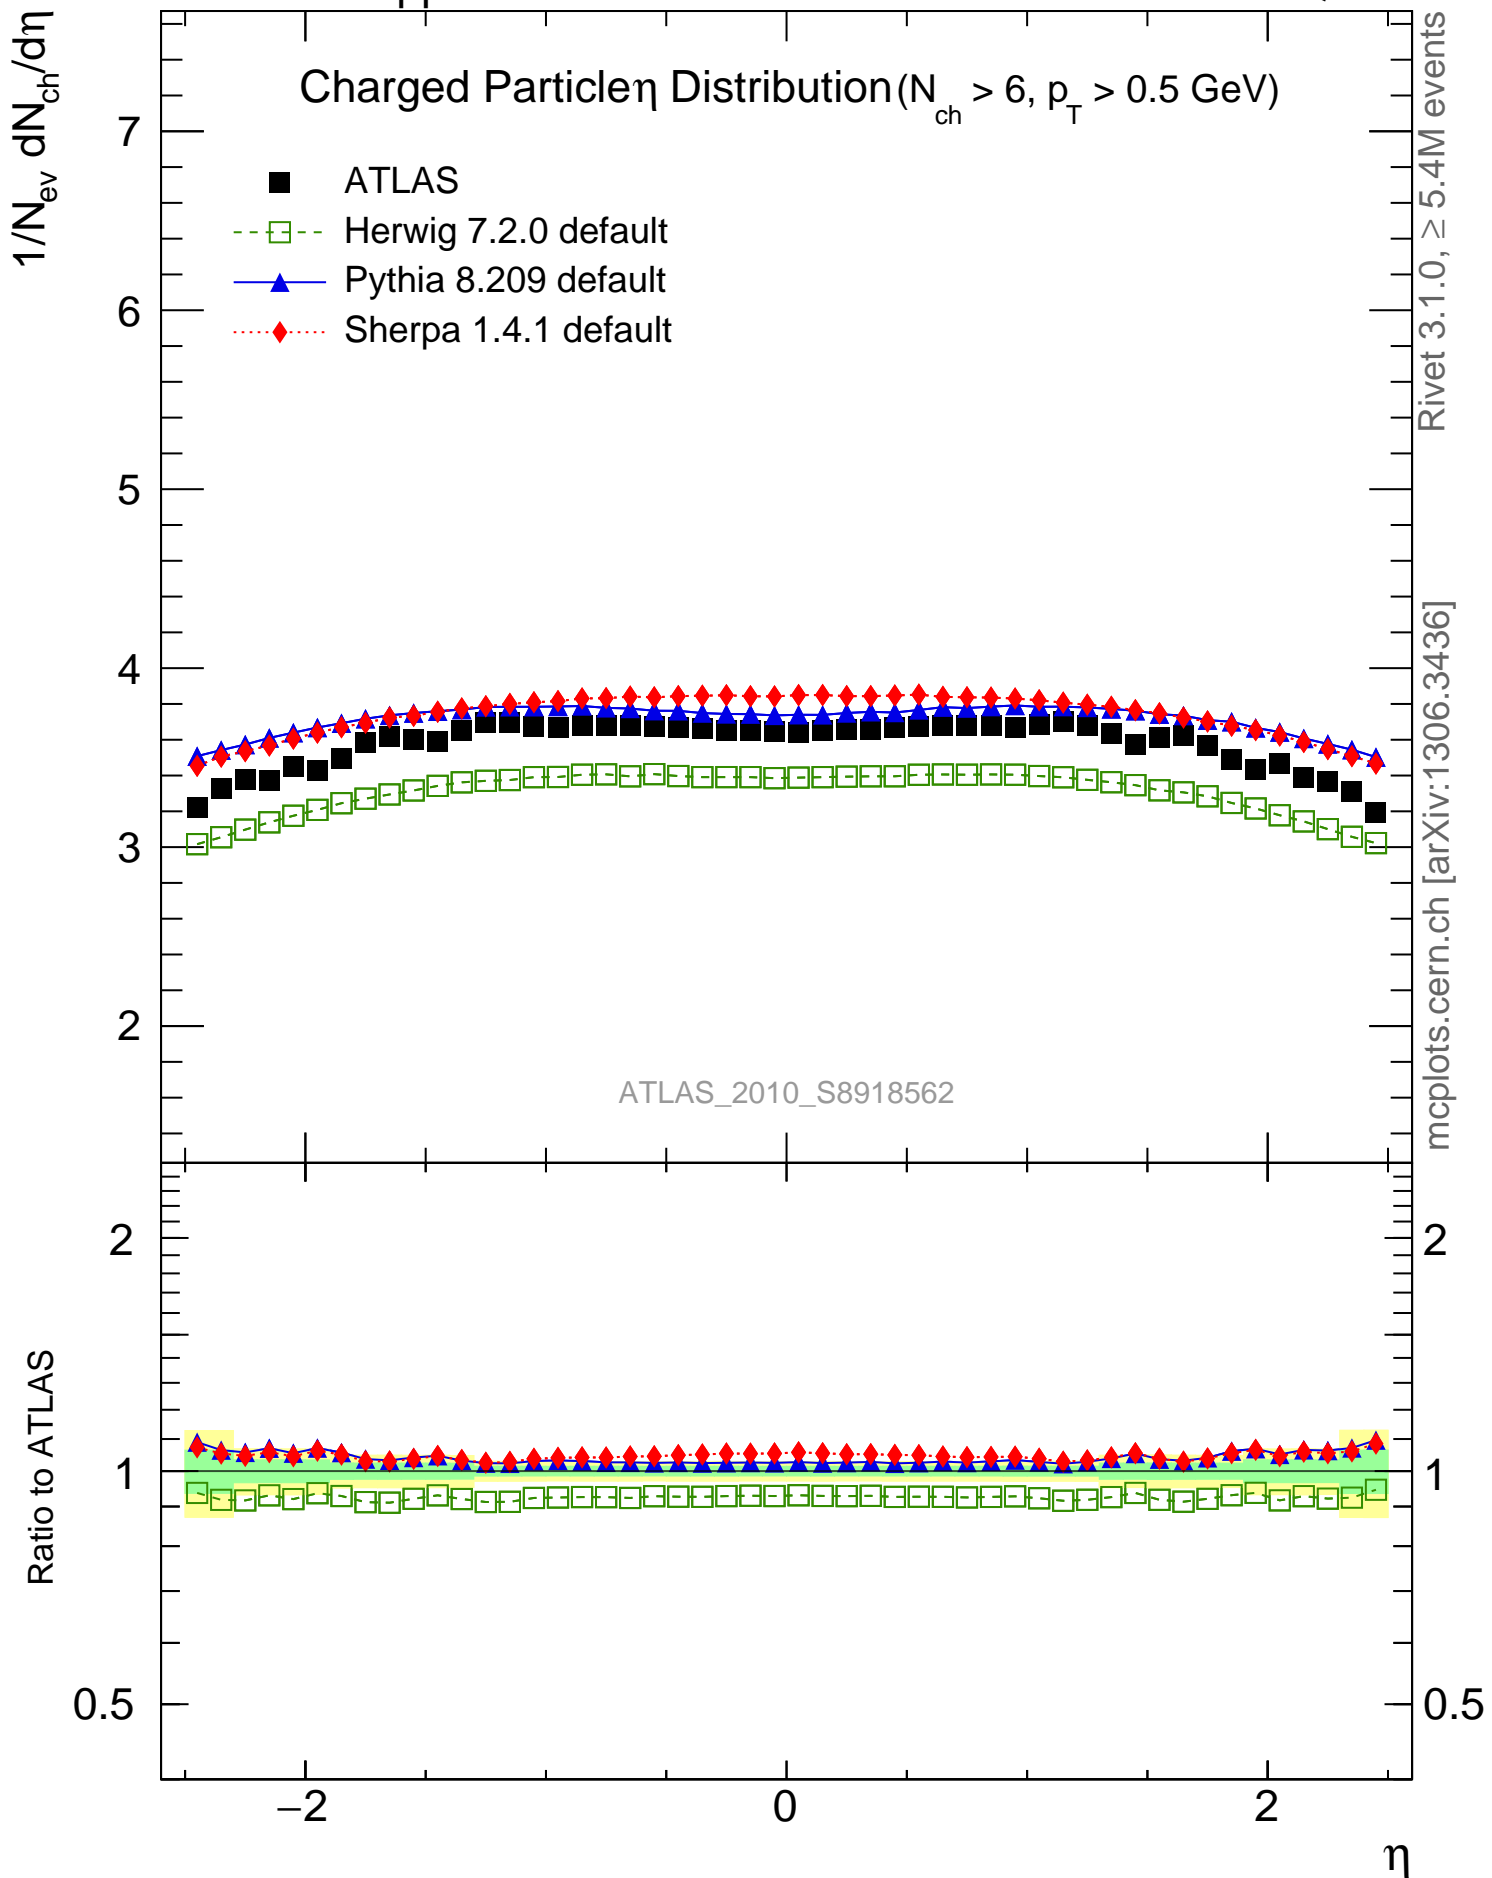 Charged Particleη Distribution (N_ch > 6, p_T > 0.5 GeV)
1/N_ev dN_ch/dη
7
6
5
4
3
2
ATLAS
Herwig 7.2.0 default
Pythia 8.209 default
Sherpa 1.4.1 default
ATLAS_2010_S8918562
Rivet 3.1.0, ≥ 5.4M events
mcplots.cern.ch [arXiv:1306.3436]
Ratio to ATLAS
2
1
0.5
2
1
0.5
−2
0
2
η